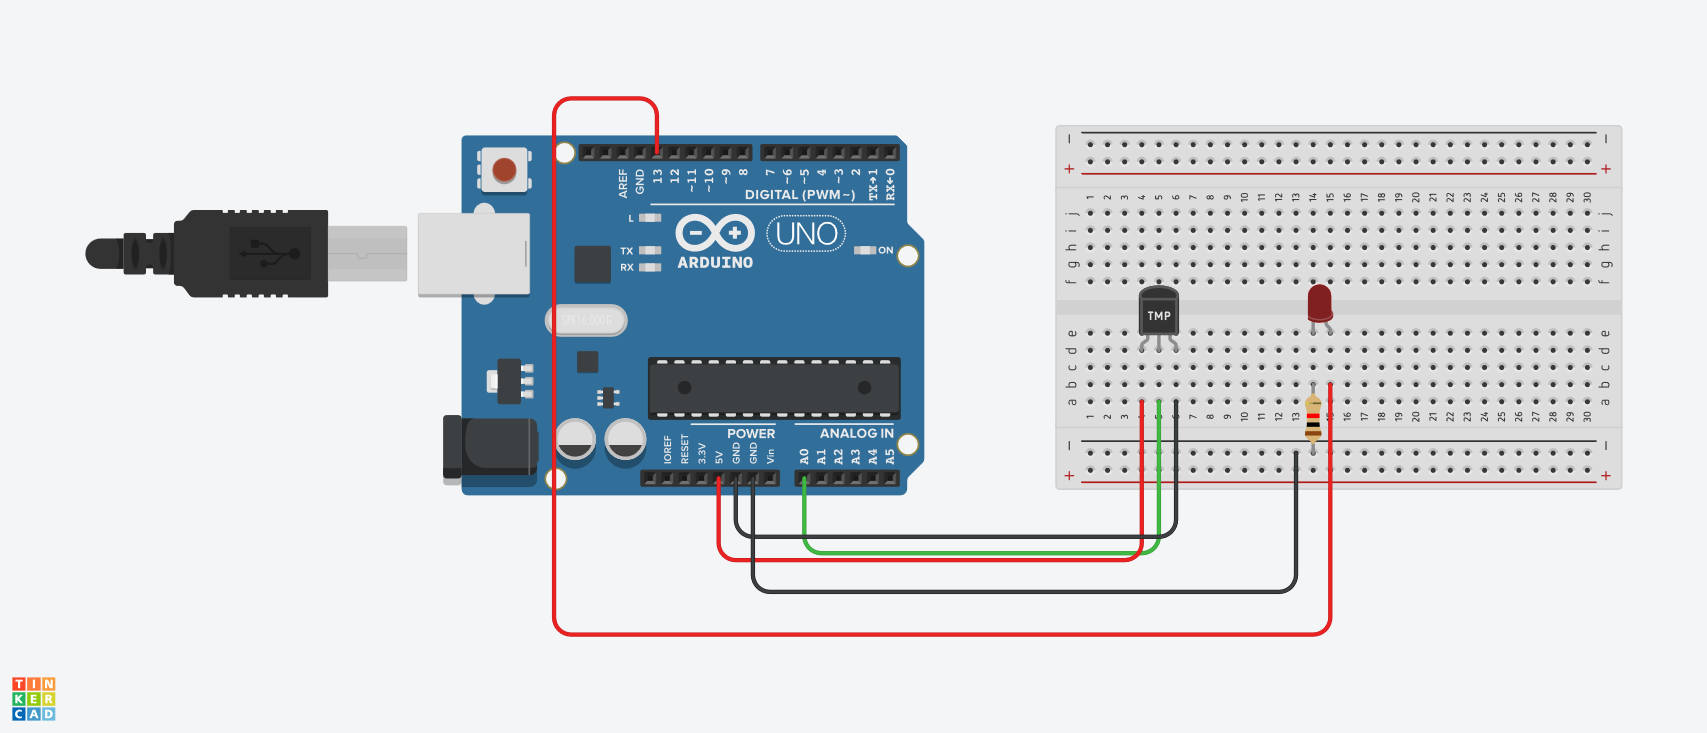 AREF
GND
13
12
~11
~10
~9
8
7
~6
~5
4
~3
2
TX→1
RX←0
DIGITAL (PWM~)
L
TX
RX
ARDUINO
UNO
ON
SPK16.000G
POWER
ANALOG IN
IOREF
RESET
3.3V
5V
GND
GND
Vin
A0
A1
A2
A3
A4
A5
− −
+ +
1 2 3 4 5 6 7 8 9 10 11 12 13 14 15 16 17 18 19 20 21 22 23 24 25 26 27 28 29 30
j j
i i
h h
g g
f f
TMP
e e
d d
c c
b b
a a
1 2 3 4 5 6 7 8 9 10 11 12 13 15 16 17 18 19 20 21 22 23 24 25 26 27 28 29 30
− −
+ +
TIN
KER
CAD